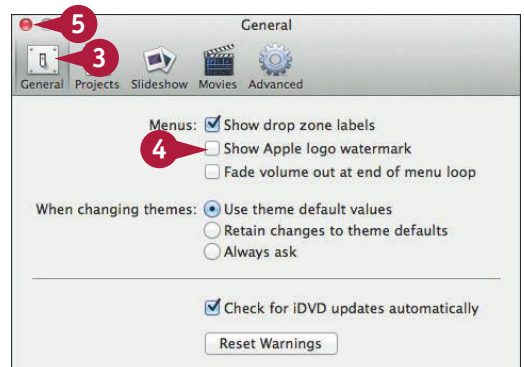 5
General
3
General Projects Slideshow Movies Advanced
Menus: Show drop zone labels
4
Show Apple logo watermark
Fade volume out at end of menu loop
When changing themes: Use theme default values
Retain changes to theme defaults
Always ask
Check for iDVD updates automatically
Reset Warnings